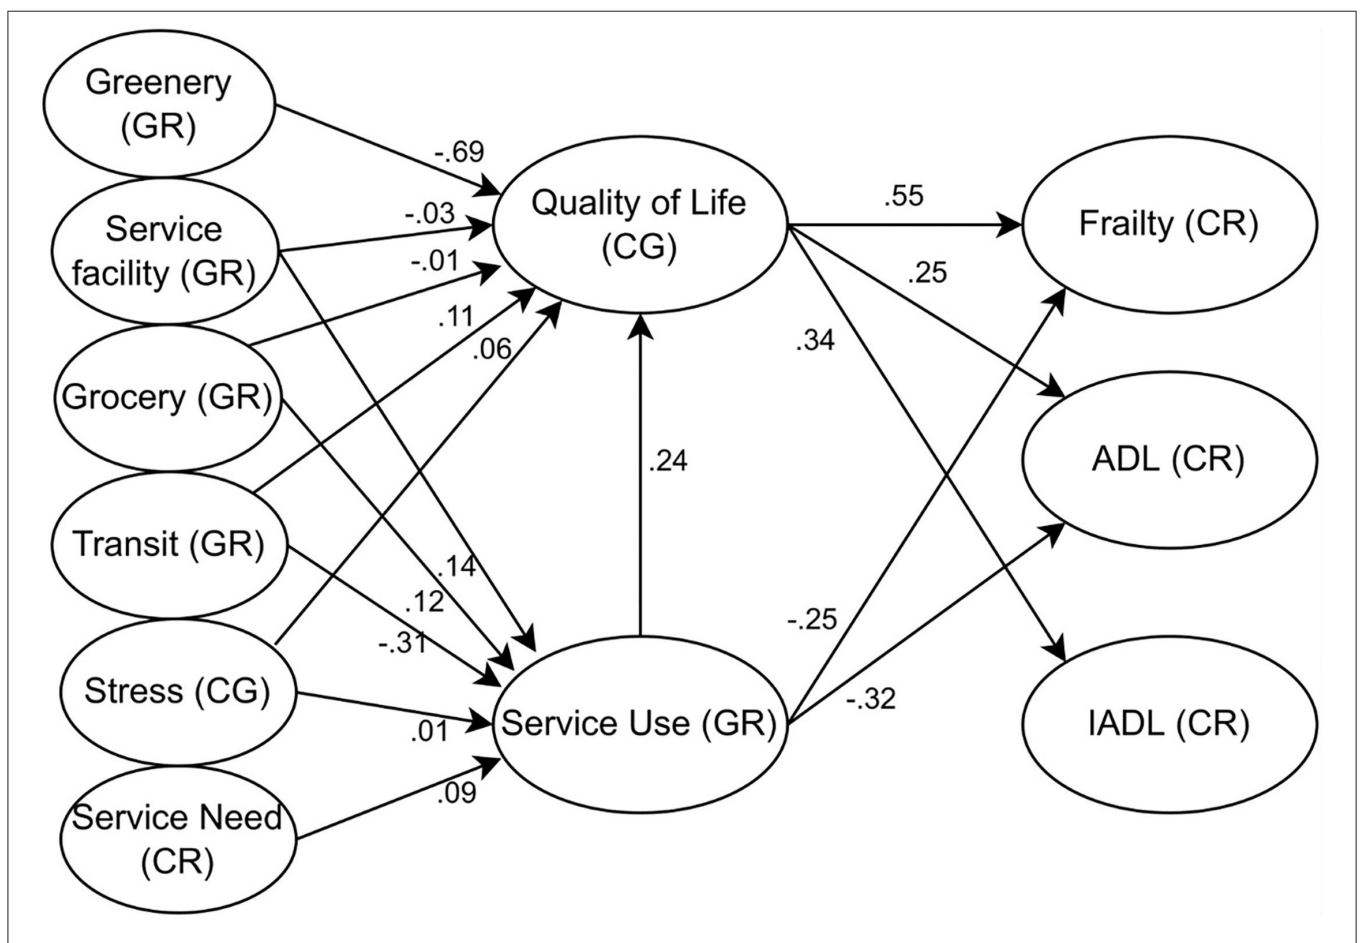 Greenery
(GR)
Service
facility (GR)
Grocery (GR)
Transit (GR)
Stress (CG)
Service Need
(CR)
-.69
-.03
-.01
.11
.06
.14
.12
-.31
.01
.09
Quality of Life
(CG)
.24
Service Use (GR)
.55
.25
.34
-.25
-.32
Frailty (CR)
ADL (CR)
IADL (CR)